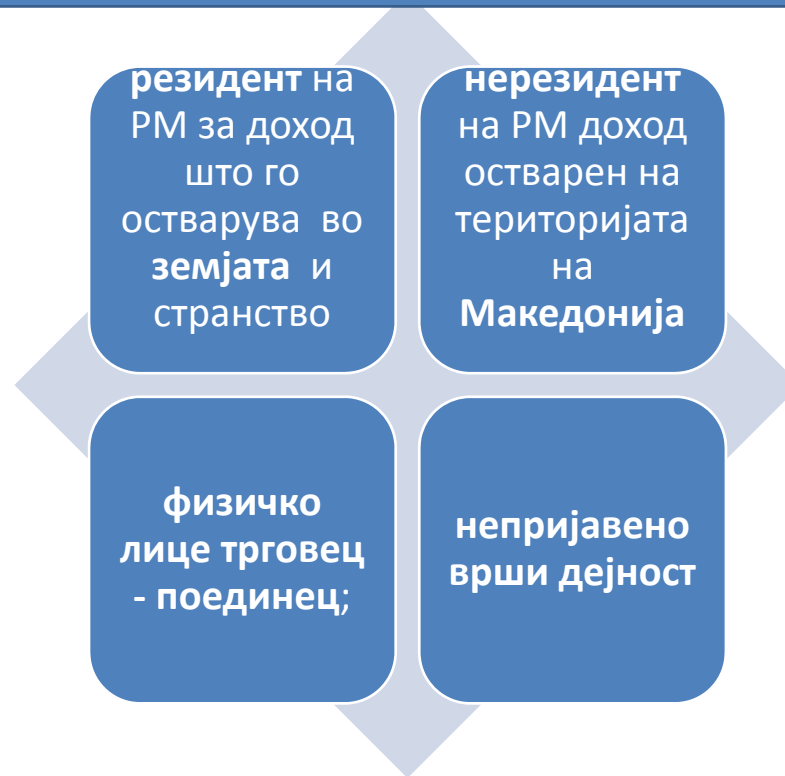 резидент на
РМ за доход
што го
остварува во
земјата и
странство
нерезидент
на РМ доход
остварен на
територијата
на
Македонија
физичко
лице трговец
- поединец;
непријавено
врши дејност